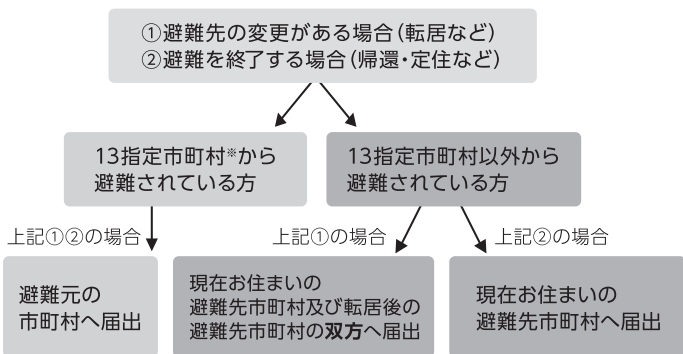 ①避難先の変更がある場合（転居など）
②避難を終了する場合（帰還・定住など）
13指定市町村※から
避難されている方
13指定市町村以外から
避難されている方
上記①②の場合
上記①の場合
上記②の場合
避難元の
市町村へ届出
現在お住まいの
避難先市町村及び転居後の
避難先市町村の双方へ届出
現在お住まいの
避難先市町村へ届出